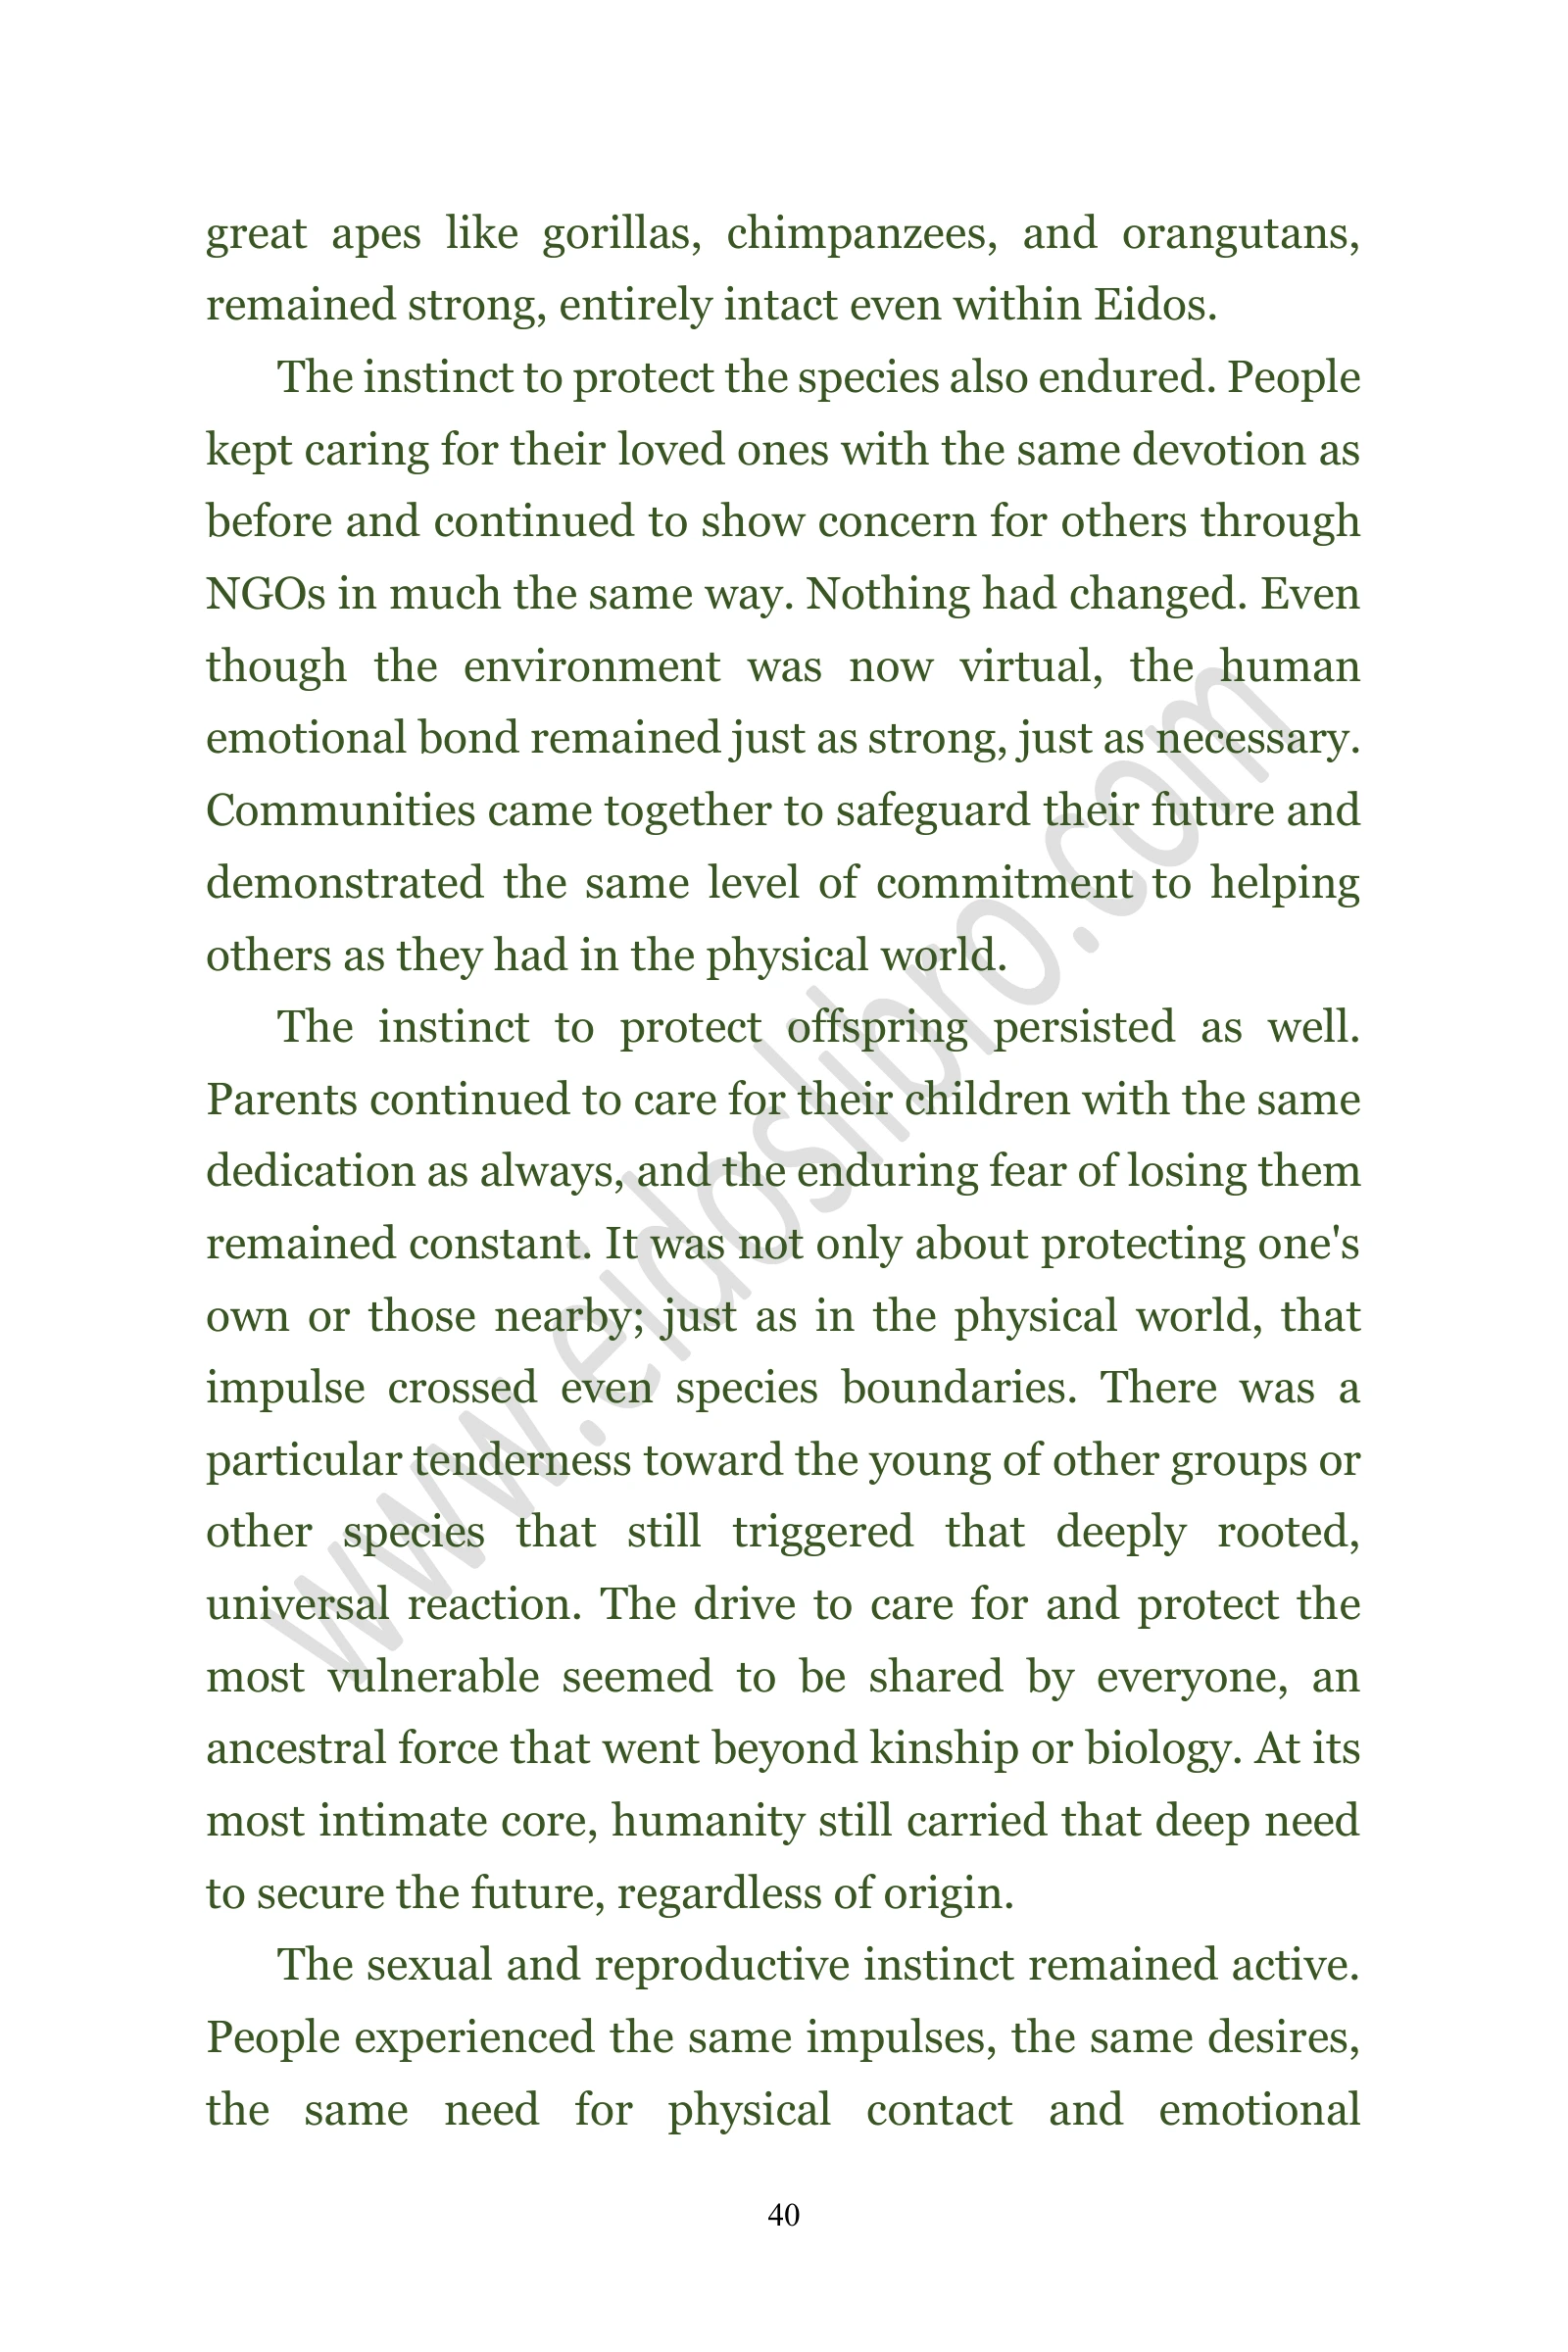 great apes like gorillas, chimpanzees, and orangutans,
remained strong, entirely intact even within Eidos.
The instinct to protect the species also endured. People
kept caring for their loved ones with the same devotion as
before and continued to show concern for others through
NGOs in much the same way. Nothing had changed. Even
though the environment was now virtual, the human
emotional bond remained just as strong, just as necessary.
Communities came together to safeguard their future and
demonstrated the same level of commitment to helping
others as they had in the physical world.
The instinct to protect offspring persisted as well.
Parents continued to care for their children with the same
dedication as always, and the enduring fear of losing them
remained constant. It was not only about protecting one's
own or those nearby; just as in the physical world, that
impulse crossed even species boundaries. There was a
particular tenderness toward the young of other groups or
other species that still triggered that deeply rooted,
universal reaction. The drive to care for and protect the
most vulnerable seemed to be shared by everyone, an
ancestral force that went beyond kinship or biology. At its
most intimate core, humanity still carried that deep need
to secure the future, regardless of origin.
The sexual and reproductive instinct remained active.
People experienced the same impulses, the same desires,
the same need for physical contact and emotional
40
www.eidoslibro.com